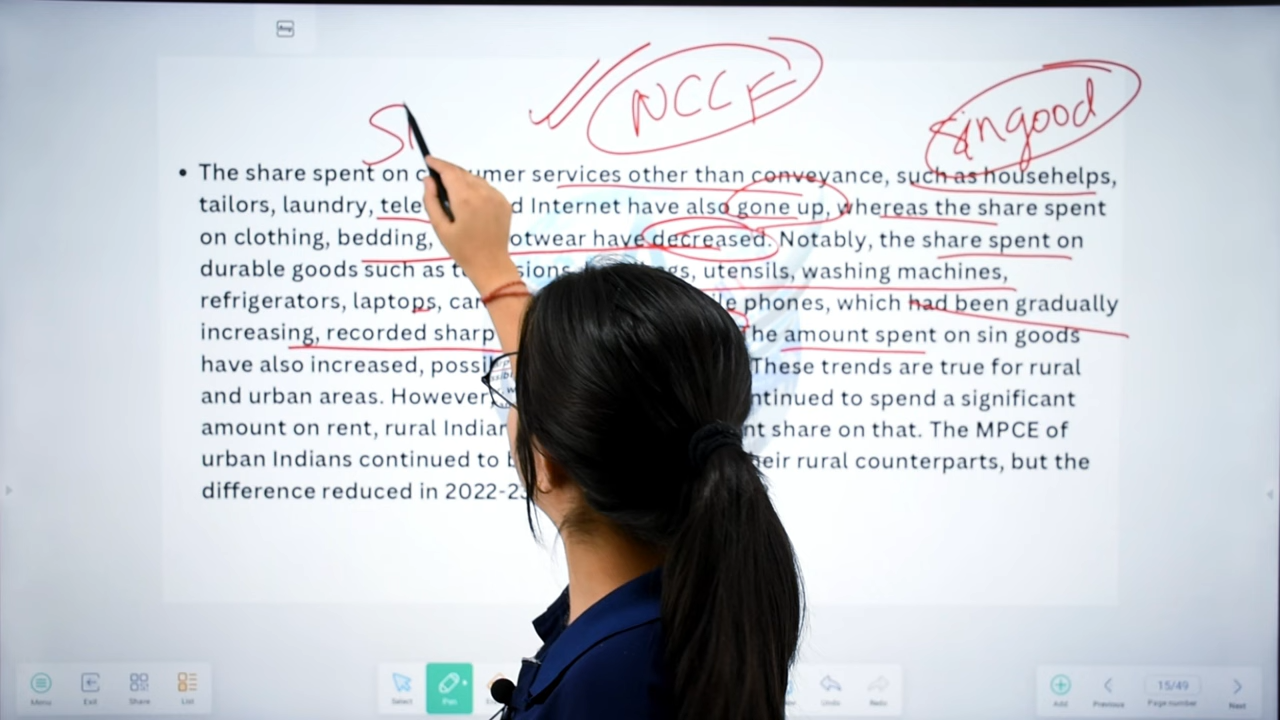 NCCF
singood
• The share spent on consumer services other than conveyance, such as househelps,
tailors, laundry, tele d Internet have also gone up, whereas the share spent
on clothing, bedding, otwear have decreased. Notably, the share spent on
durable goods such as t sions gs, utensils, washing machines,
refrigerators, laptops, car ile phones, which had been gradually
increasing, recorded sharp The amount spent on sin goods
have also increased, possi These trends are true for rural
and urban areas. However ntinued to spend a significant
amount on rent, rural Indian nt share on that. The MPCE of
urban Indians continued to b heir rural counterparts, but the
difference reduced in 2022-23
Menu Exit Share List Select Pen Undo Redo Add Previous 15/49 Page number Next